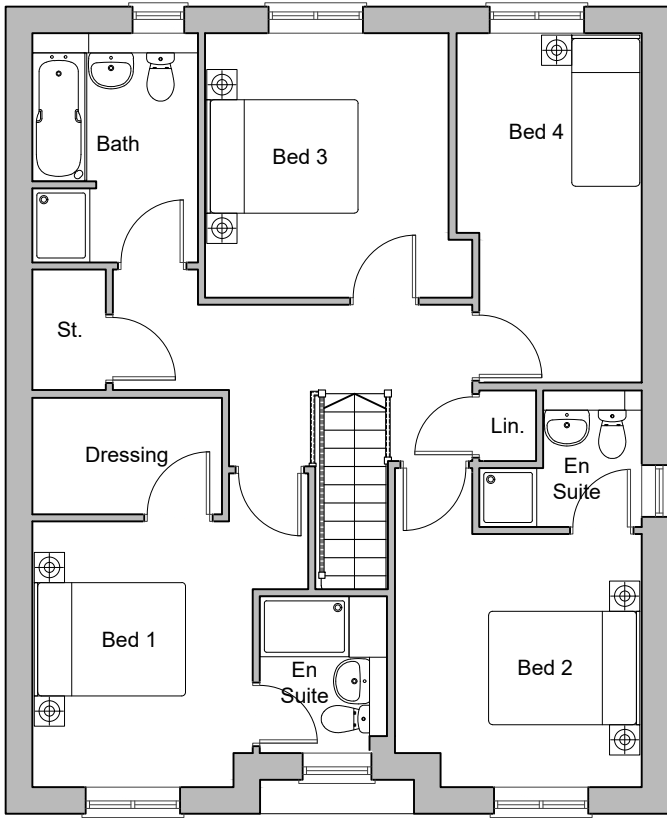 Bath
Bed 3
Bed 4
St.
Dressing
Lin.
En
Suite
Bed 1
En
Suite
Bed 2